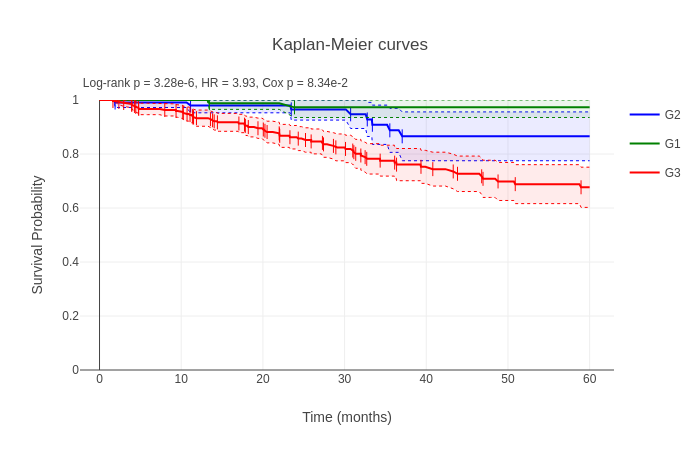 Kaplan-Meier curves
Log-rank p = 3.28e-6, HR = 3.93, Cox p = 8.34e-2
1
0.8
0.6
0.4
0.2
0
Survival Probability
0 10 20 30 40 50 60
Time (months)
G2
G1
G3